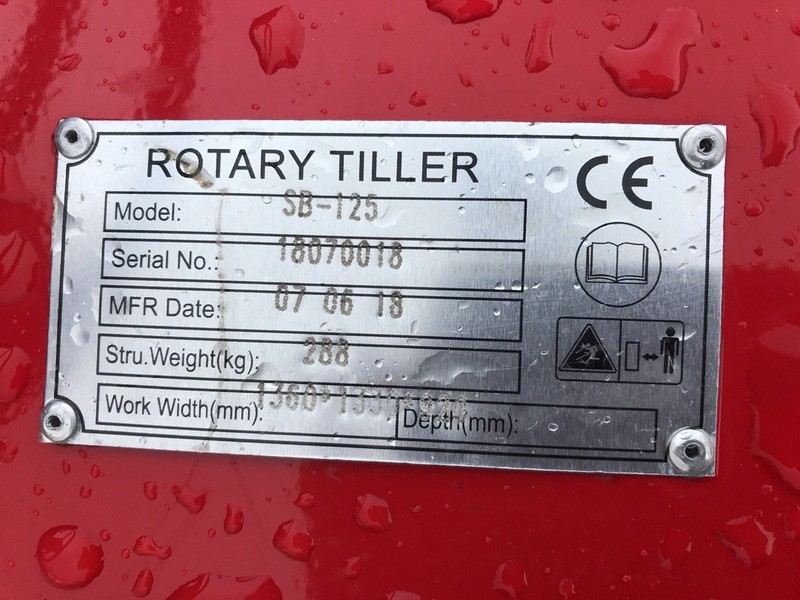 ROTARY TILLER
CE
Model: SB-125
Serial No.: 18070018
MFR Date: 07 06 18
Stru.Weight(kg): 288
Work Width(mm): Depth(mm):